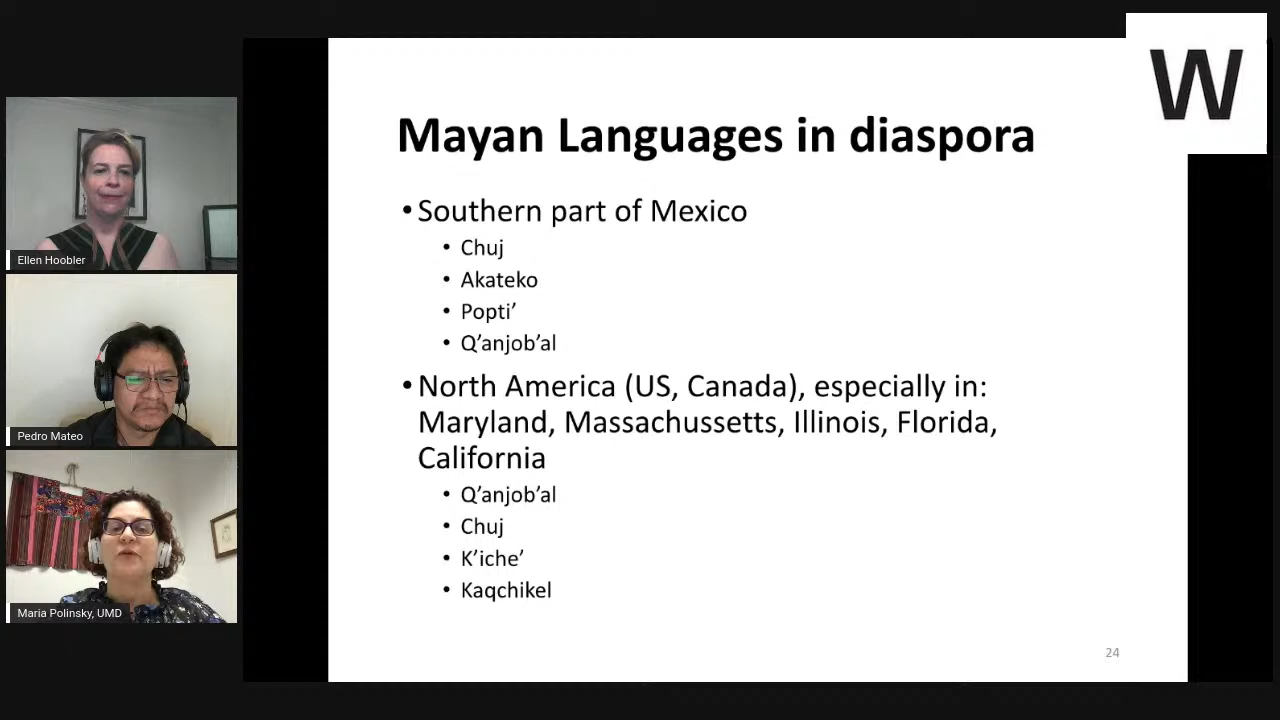 W
Mayan Languages in diaspora
• Southern part of Mexico
• Chuj
• Akateko
• Popti’
• Q’anjob’al
• North America (US, Canada), especially in:
Maryland, Massachussetts, Illinois, Florida,
California
• Q’anjob’al
• Chuj
• K’iche’
• Kaqchikel
24
Ellen Hoobler
Pedro Mateo
Maria Polinsky, UMD